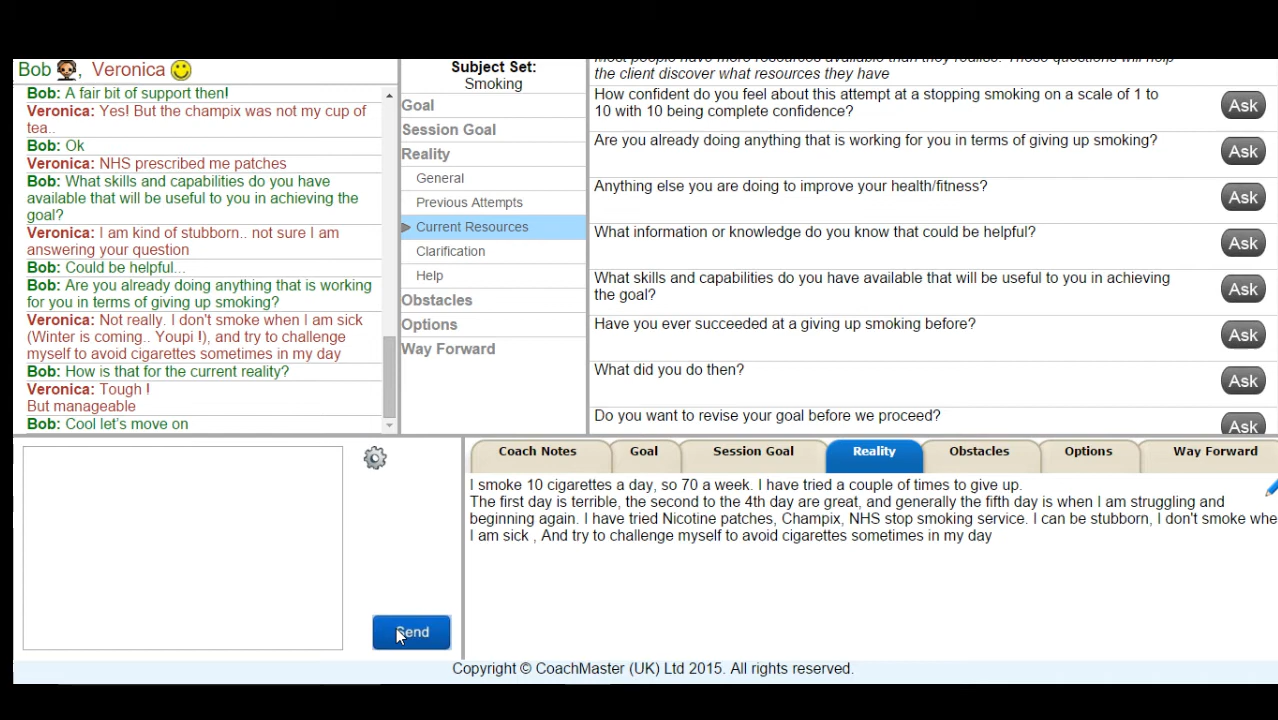 Bob , Veronica
Bob: A fair bit of support then!
Veronica: Yes! But the champix was not my cup of
tea..
Bob: Ok
Veronica: NHS prescribed me patches
Bob: What skills and capabilities do you have
available that will be useful to you in achieving the
goal?
Veronica: I am kind of stubborn.. not sure I am
answering your question
Bob: Could be helpful...
Bob: Are you already doing anything that is working
for you in terms of giving up smoking?
Veronica: Not really. I don't smoke when I am sick
(Winter is coming.. Youpi !), and try to challenge
myself to avoid cigarettes sometimes in my day
Bob: How is that for the current reality?
Veronica: Tough !
But manageable
Bob: Cool let's move on
Subject Set:
Smoking
Goal
Session Goal
Reality
General
Previous Attempts
Current Resources
Clarification
Help
Obstacles
Options
Way Forward
most people have more resources available than they realise. These questions will help
the client discover what resources they have
How confident do you feel about this attempt at a stopping smoking on a scale of 1 to
10 with 10 being complete confidence?
Ask
Are you already doing anything that is working for you in terms of giving up smoking?
Ask
Anything else you are doing to improve your health/fitness?
Ask
What information or knowledge do you know that could be helpful?
Ask
What skills and capabilities do you have available that will be useful to you in achieving
the goal?
Ask
Have you ever succeeded at a giving up smoking before?
Ask
What did you do then?
Ask
Do you want to revise your goal before we proceed?
Ask
Send
Coach Notes
Goal
Session Goal
Reality
Obstacles
Options
Way Forward
I smoke 10 cigarettes a day, so 70 a week. I have tried a couple of times to give up.
The first day is terrible, the second to the 4th day are great, and generally the fifth day is when I am struggling and
beginning again. I have tried Nicotine patches, Champix, NHS stop smoking service. I can be stubborn, I don't smoke whe
I am sick , And try to challenge myself to avoid cigarettes sometimes in my day
Copyright © CoachMaster (UK) Ltd 2015. All rights reserved.